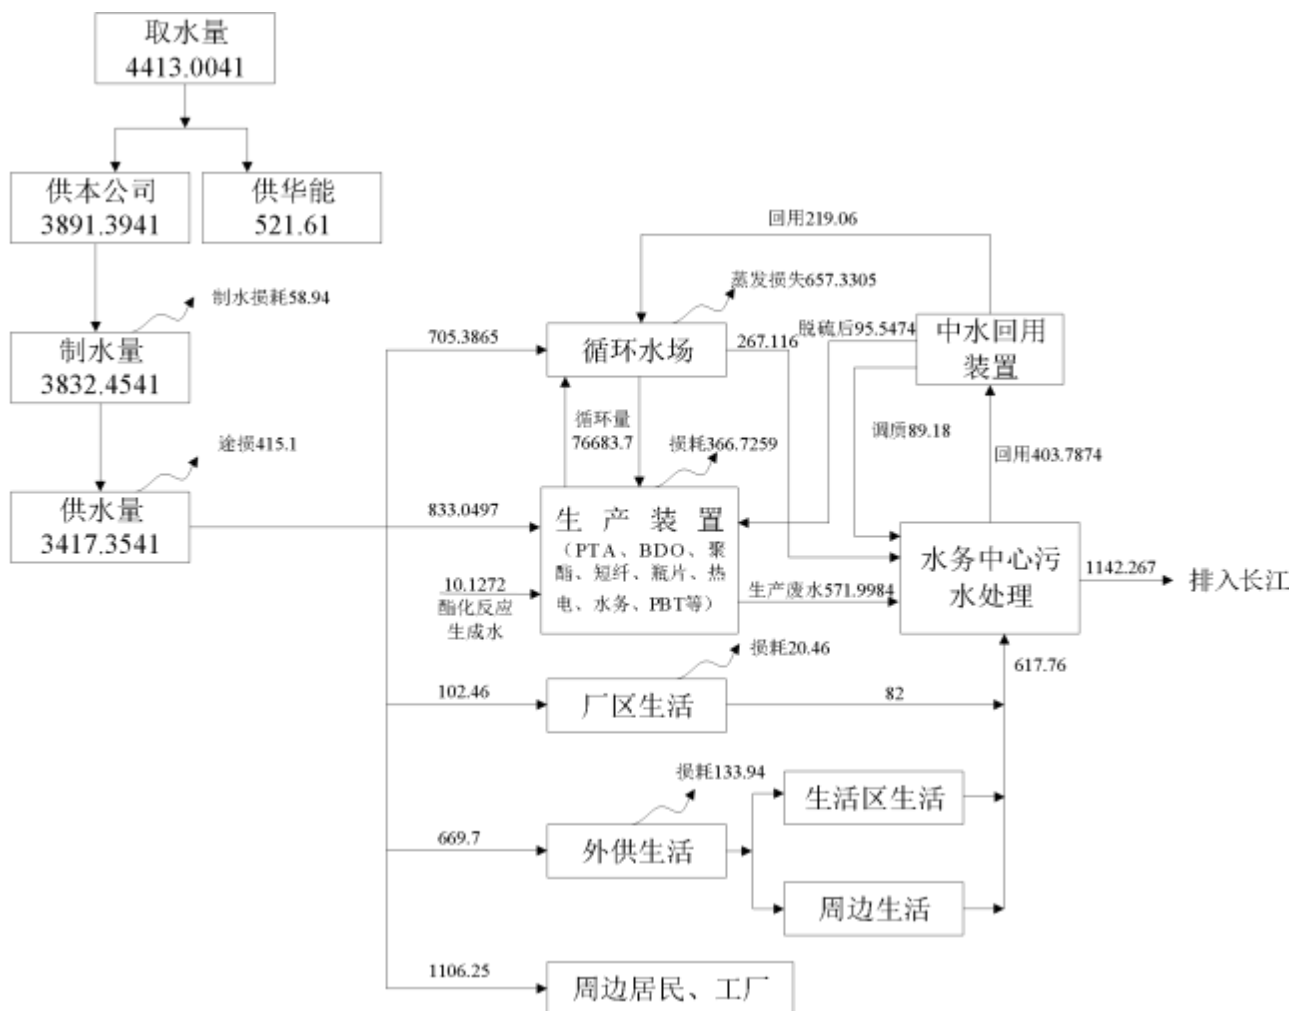 取水量
4413.0041
供本公司
3891.3941
供华能
521.61
制水损耗58.94
制水量
3832.4541
途损415.1
供水量
3417.3541
回用219.06
蒸发损失657.3305
705.3865
循环水场
267.116
脱硫后95.5474
中水回用
装置
循环量
76683.7
损耗366.7259
调质89.18
回用403.7874
833.0497
生产装置
（PTA、BDO、聚
酯、短纤、瓶片、热
电、水务、PBT等）
10.1272
酯化反应
生成水
生产废水571.9984
水务中心污
水处理
1142.267
排入长江
617.76
损耗20.46
102.46
厂区生活
82
损耗133.94
669.7
外供生活
生活区生活
周边生活
1106.25
周边居民、工厂